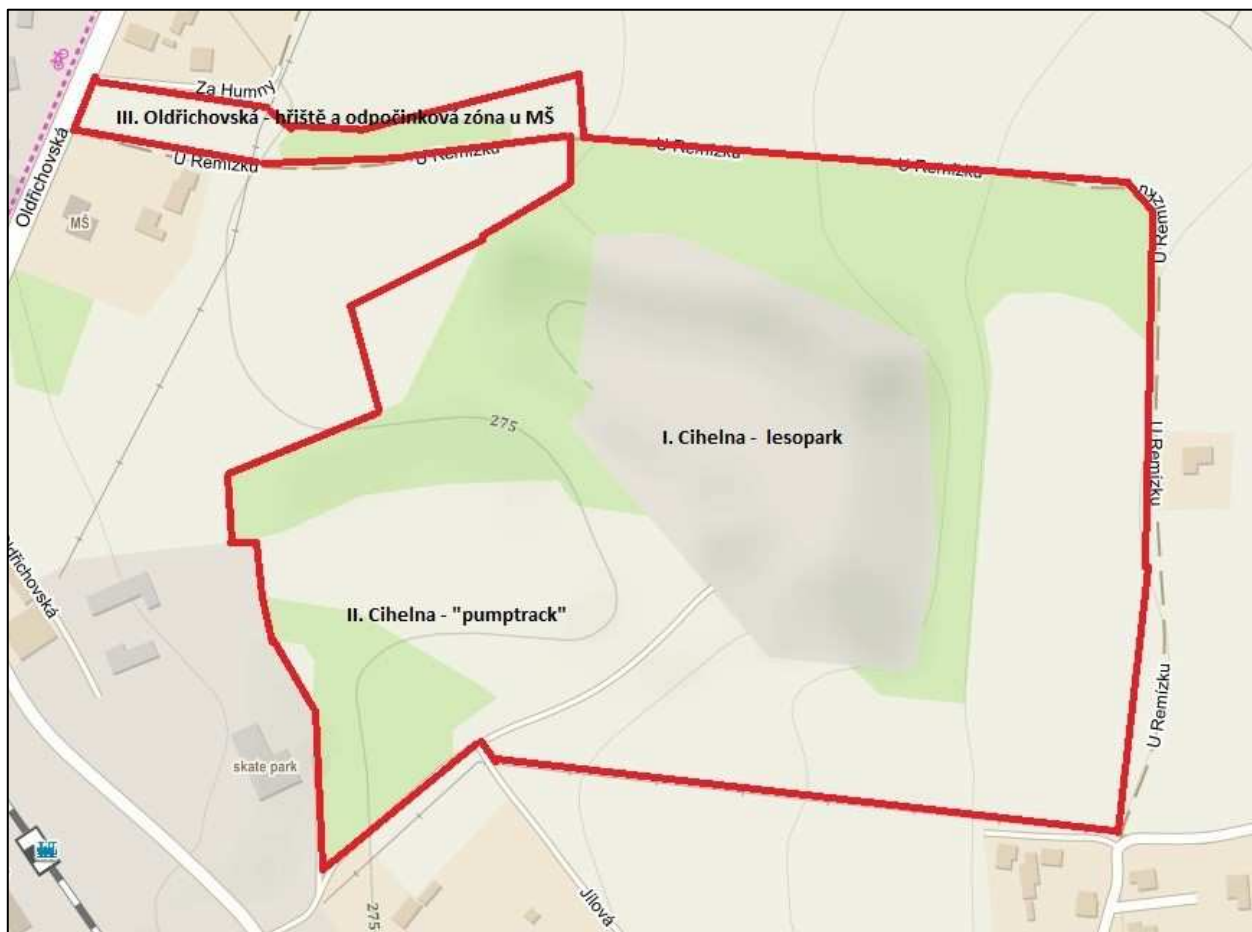 Za Humny
III. Oldřichovská - hřiště a odpočinková zóna u MŠ
U Remízku
U Remízku
U Remízku
U Remízku
U Remízku
Oldřichovská
MŠ
275
I. Cihelna - lesopark
U Remízku
Oldřichovská
II. Cihelna - "pumptrack"
U Remízku
skate park
Jílová
275